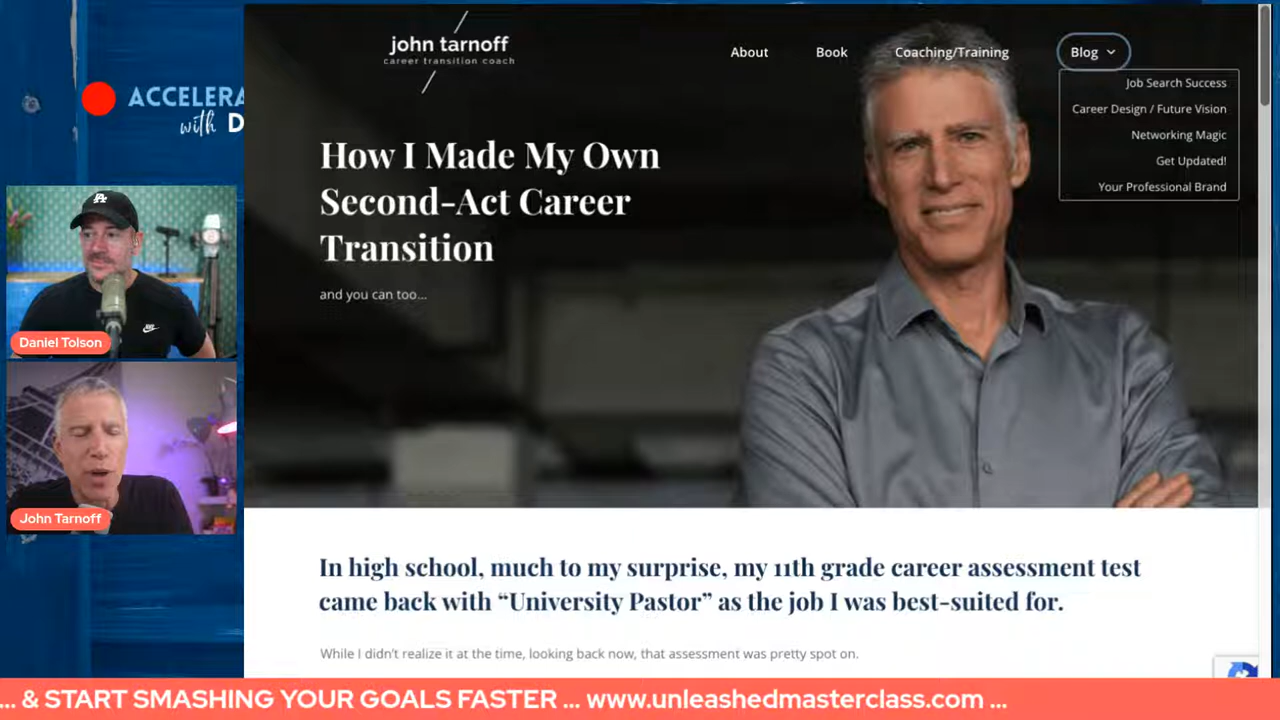 ACCELERA
with D
Daniel Tolson
John Tarnoff
john tarnoff
career transition coach
About
Book
Coaching/Training
Blog
Job Search Success
Career Design / Future Vision
Networking Magic
Get Updated!
Your Professional Brand
How I Made My Own
Second-Act Career
Transition
and you can too...
In high school, much to my surprise, my 11th grade career assessment test
came back with “University Pastor” as the job I was best-suited for.
While I didn't realize it at the time, looking back now, that assessment was pretty spot on.
... & START SMASHING YOUR GOALS FASTER ... www.unleashedmasterclass.com ...